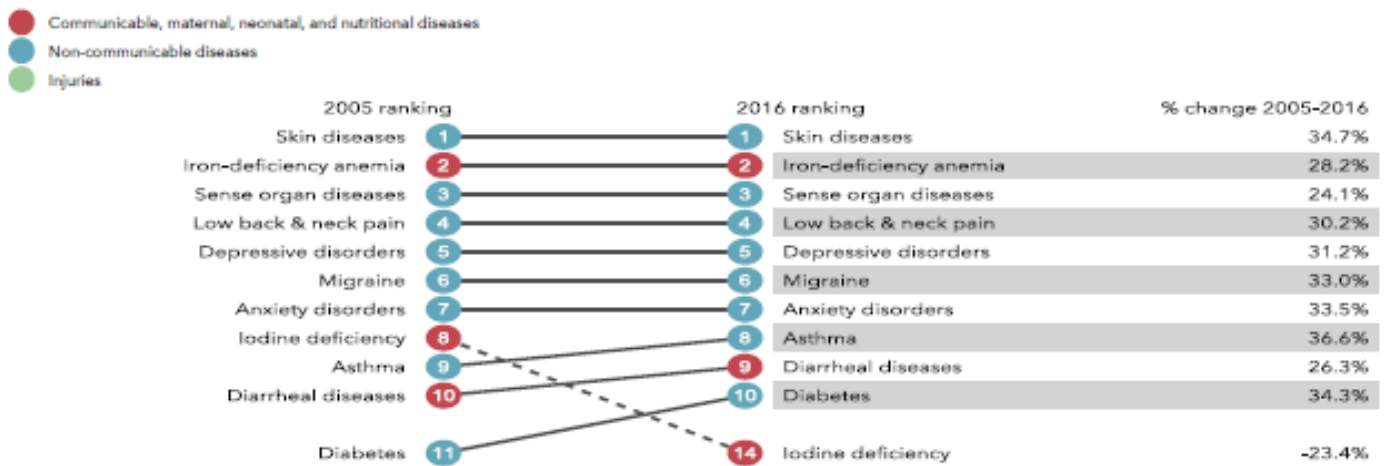 Communicable, maternal, neonatal, and nutritional diseases
Non-communicable diseases
Injuries
2005 ranking 2016 ranking % change 2005-2016
Skin diseases 1 1 Skin diseases 34.7%
Iron-deficiency anemia 2 2 Iron-deficiency anemia 28.2%
Sense organ diseases 3 3 Sense organ diseases 24.1%
Low back & neck pain 4 4 Low back & neck pain 30.2%
Depressive disorders 5 5 Depressive disorders 31.2%
Migraine 6 6 Migraine 33.0%
Anxiety disorders 7 7 Anxiety disorders 33.5%
Iodine deficiency 8 8 Asthma 36.6%
Asthma 9 9 Diarrheal diseases 26.3%
Diarrheal diseases 10 10 Diabetes 34.3%
Diabetes 11 14 Iodine deficiency -23.4%